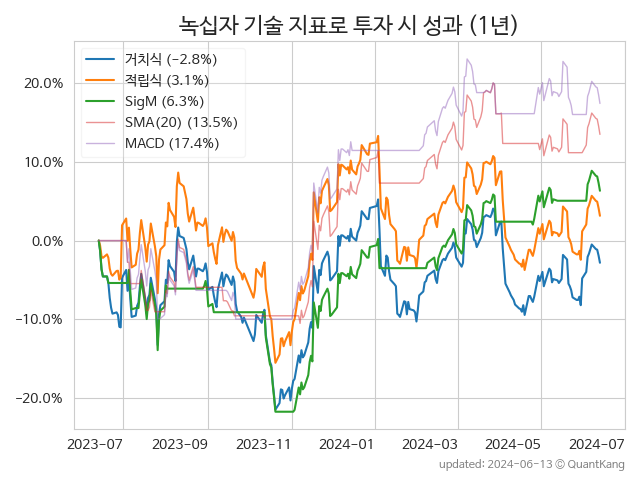 녹십자 기술 지표로 투자 시 성과 (1년)
거치식 (−2.8%)
적립식 (3.1%)
SigM (6.3%)
SMA(20) (13.5%)
MACD (17.4%)
20.0%
10.0%
0.0%
−10.0%
−20.0%
2023-07 2023-09 2023-11 2024-01 2024-03 2024-05 2024-07
updated: 2024-06-13 © QuantKang